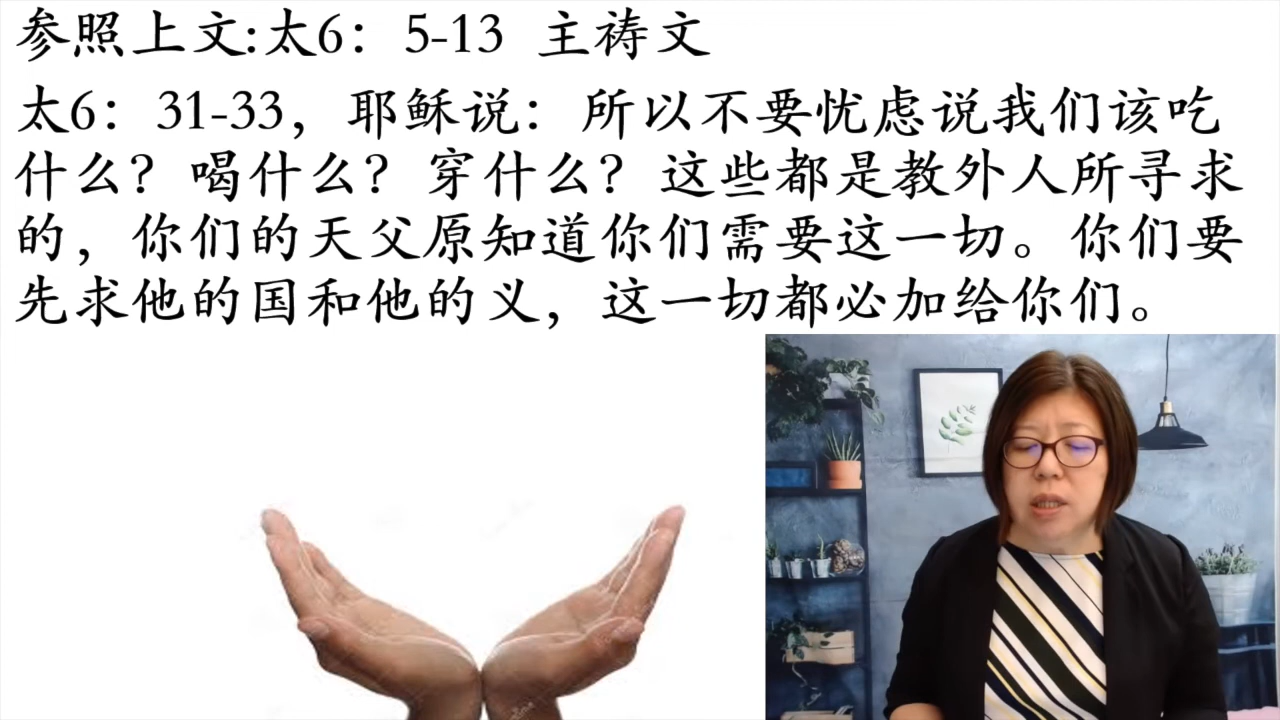 参照上文:太6：5-13 主祷文
太6：31-33，耶稣说：所以不要忧虑说我们该吃
什么？喝什么？穿什么？这些都是教外人所寻求
的，你们的天父原知道你们需要这一切。你们要
先求他的国和他的义，这一切都必加给你们。